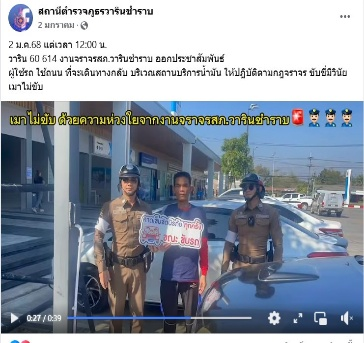 สถานีตำรวจภูธรวารินชำราบ
2 มกราคม
2 ม.ค.68 แต่เวลา 12:00 น.
วาริน 60 614 งานจราจรสภ.วารินชำราบ ออกประชาสัมพันธ์
ผู้ใช้รถ ใช้ถนน ที่จะเดินทางกลับ บริเวณสถานบริการน้ำมัน ให้ปฏิบัติตามกฎจราจร ขับขี่มีวินัย
เมาไม่ขับ
เมาไม่ขับ ด้วยความห่วงใยจากงานจราจรสภ.วารินชำราบ
ขณะ ขับรถ
0:27 / 0:39